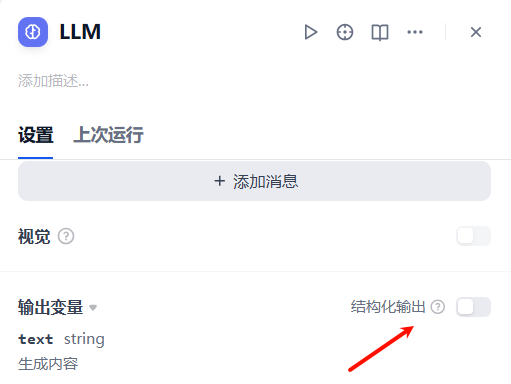 LLM
添加描述...
设置 上次运行
+ 添加消息
视觉 ?
输出变量 结构化输出 ?
text string
生成内容